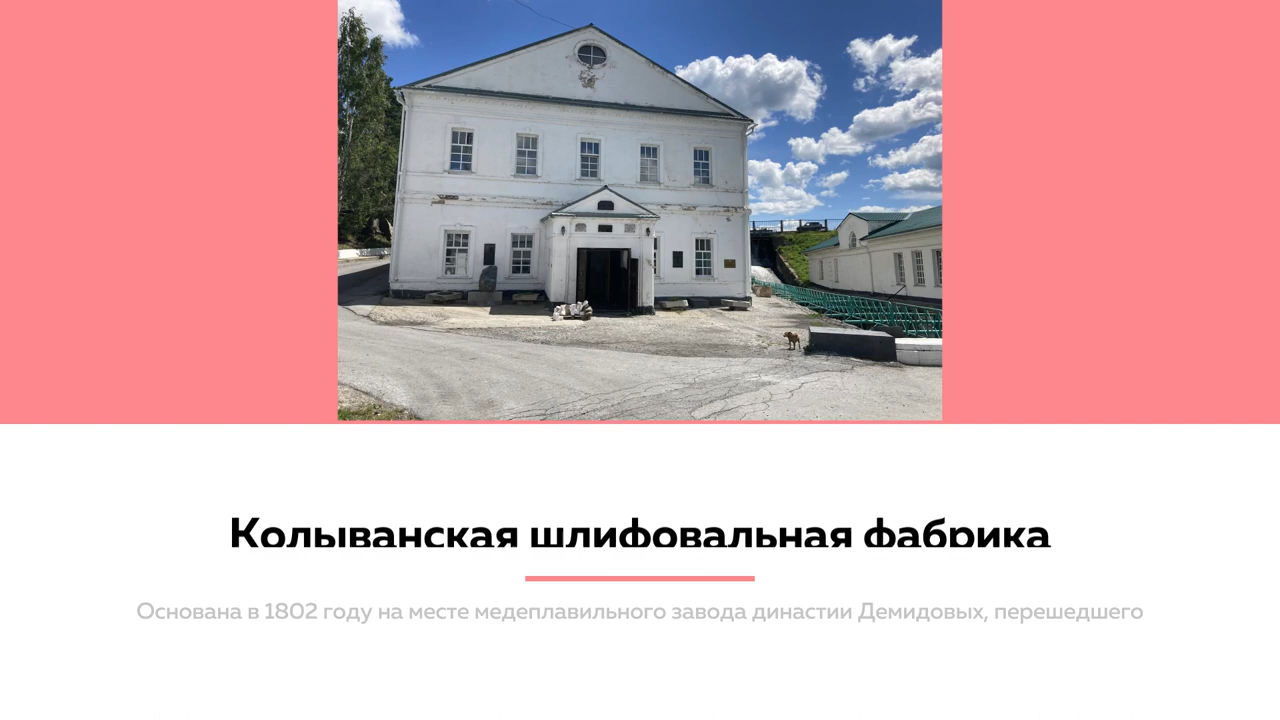 Колыванская шлифовальная фабрика
Основана в 1802 году на месте медеплавильного завода династии Демидовых, перешедшего